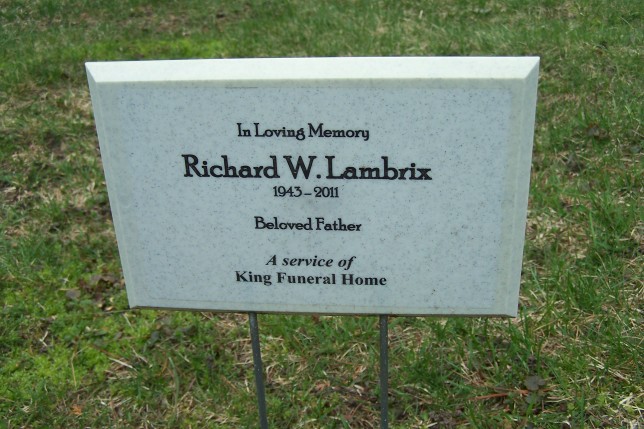 In Loving Memory
Richard W. Lambrix
1943 – 2011
Beloved Father
A service of
King Funeral Home